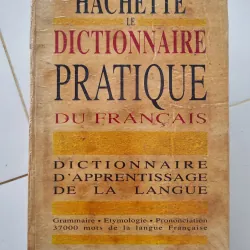 HACHETTE
LE
DICTIONNAIRE
PRATIQUE
DU FRANÇAIS
DICTIONNAIRE
D'APPRENTISSAGE
DE LA LANGUE
Grammaire • Etymologie • Prononciation
37000 mots de la langue Française